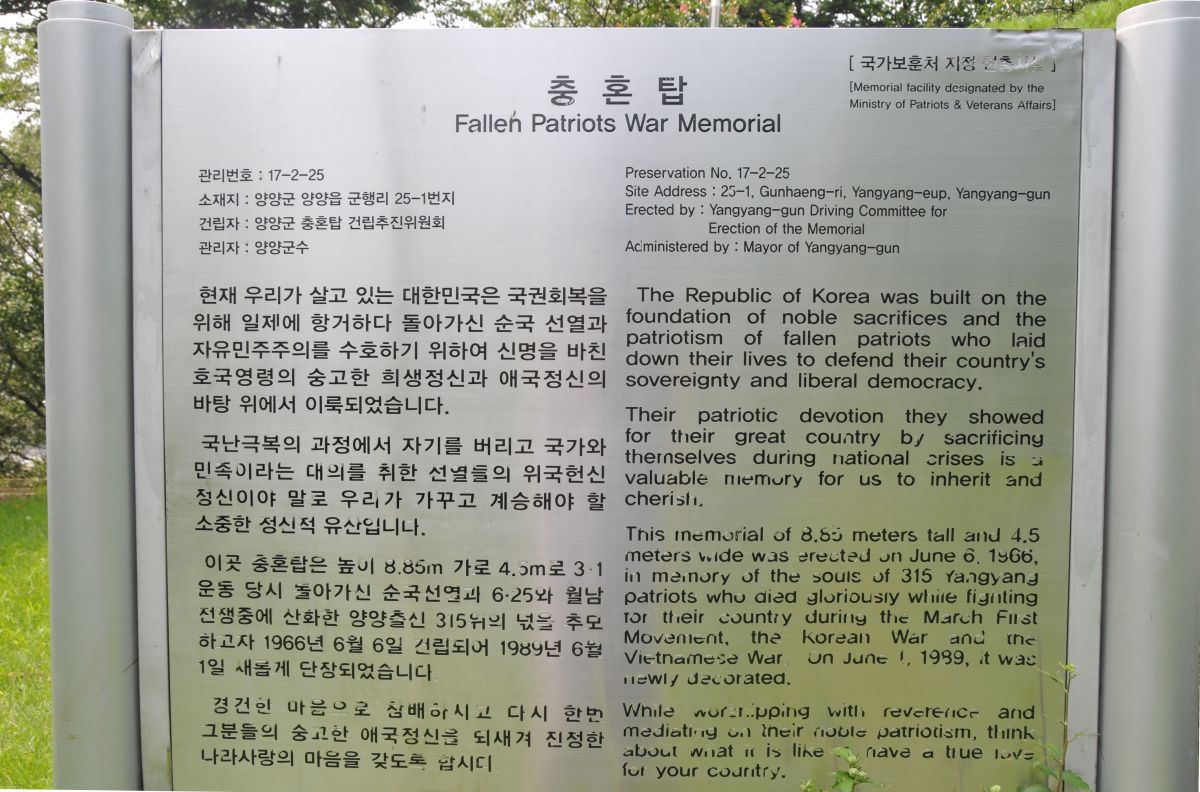 [ 국가보훈처 지정 현충시설 ]
[Memorial facility designated by the
Ministry of Patriots & Veterans Affairs]
충 혼 탑
Fallen Patriots War Memorial
관리번호 : 17-2-25
소재지 : 양양군 양양읍 군행리 25-1번지
건립자 : 양양군 충혼탑 건립추진위원회
관리자 : 양양군수
현재 우리가 살고 있는 대한민국은 국권회복을
위해 일제에 항거하다 돌아가신 순국 선열과
자유민주주의를 수호하기 위하여 신명을 바친
호국영령의 숭고한 희생정신과 애국정신의
바탕 위에서 이룩되었습니다.
국난극복의 과정에서 자기를 버리고 국가와
민족이라는 대의를 취한 선열들의 위국헌신
정신이야 말로 우리가 가꾸고 계승해야 할
소중한 정신적 유산입니다.
이곳 충혼탑은 높이 8.85m 가로 4.5m로 3·1
운동 당시 돌아가신 순국선열과 6·25와 월남
전쟁중에 산화한 양양출신 315위의 넋을 추모
하고자 1966년 6월 6일 건립되어 1989년 6월
1일 새롭게 단장되었습니다
경건한 마음으로 참배하시고 다시 한번
그분들의 숭고한 애국정신을 되새겨 진정한
나라사랑의 마음을 갖도록 합시다
Preservation No. 17-2-25
Site Address : 25-1, Gunhaeng-ri, Yangyang-eup, Yangyang-gun
Erected by : Yangyang-gun Driving Committee for
Erection of the Memorial
Administered by : Mayor of Yangyang-gun
The Republic of Korea was built on the
foundation of noble sacrifices and the
patriotism of fallen patriots who laid
down their lives to defend their country's
sovereignty and liberal democracy.
Their patriotic devotion they showed
for their great country by sacrificing
themselves during national crises is a
valuable memory for us to inherit and
cherish.
This memorial of 8.85 meters tall and 4.5
meters wide was erected on June 6, 1966,
in memory of the souls of 315 Yangyang
patriots who died gloriously while fighting
for their country during the March First
Movement, the Korean War and the
Vietnamese War. On June 1, 1989, it was
newly decorated.
While worshipping with reverence and
mediating on their noble patriotism, think
about what it is like to have a true love
for your country.